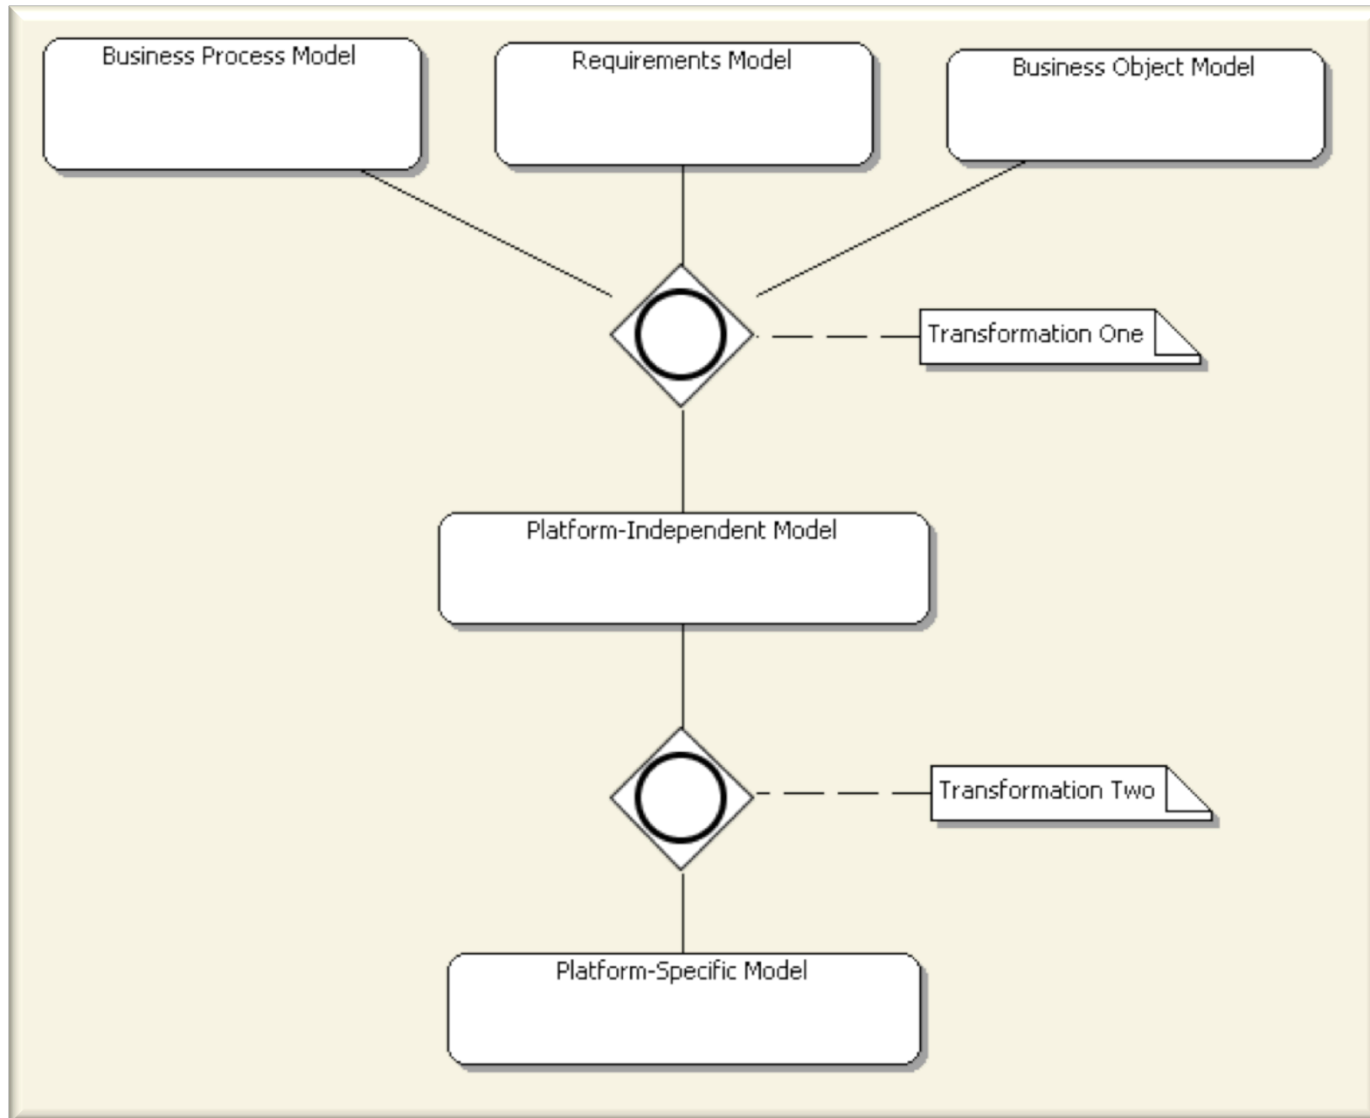 Business Process Model
Requirements Model
Business Object Model
Transformation One
Platform-Independent Model
Transformation Two
Platform-Specific Model